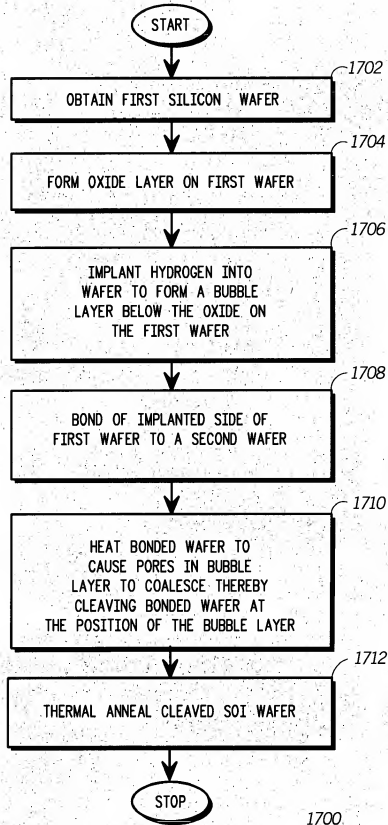 START
1702
OBTAIN FIRST SILICON WAFER
1704
FORM OXIDE LAYER ON FIRST WAFER
1706
IMPLANT HYDROGEN INTO
WAFER TO FORM A BUBBLE
LAYER BELOW THE OXIDE ON
THE FIRST WAFER
1708
BOND OF IMPLANTED SIDE OF
FIRST WAFER TO A SECOND WAFER
1710
HEAT BONDED WAFER TO
CAUSE PORES IN BUBBLE
LAYER TO COALESCE THEREBY
CLEAVING BONDED WAFER AT
THE POSITION OF THE BUBBLE LAYER
1712
THERMAL ANNEAL CLEAVED SOI WAFER
STOP
1700